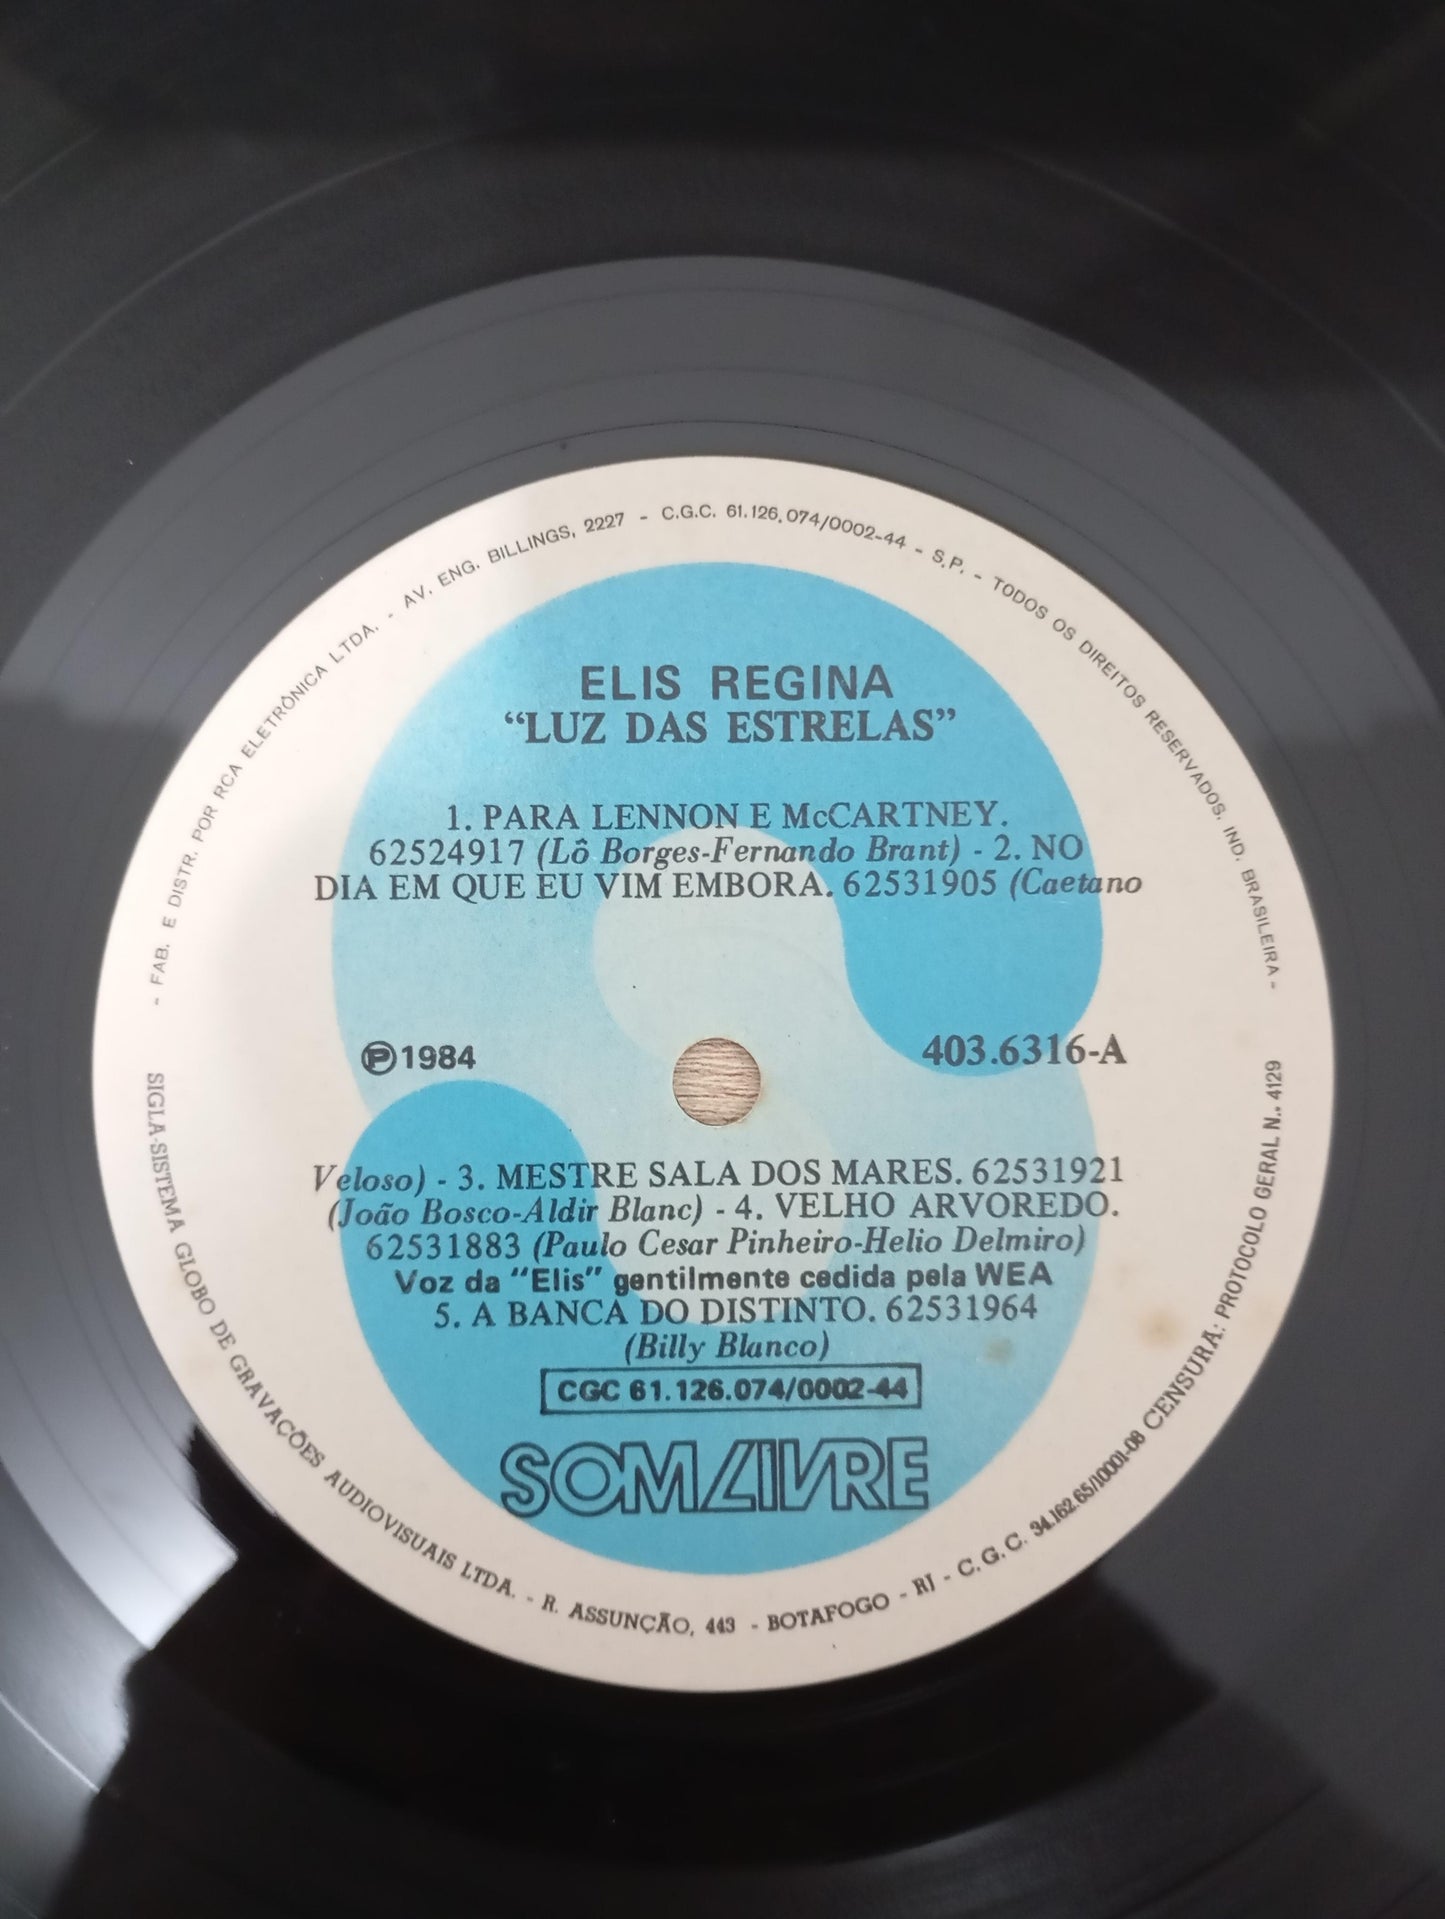 - FAB. E DISTR. POR RCA ELETRÔNICA LTDA. - AV. ENG. BILLINGS, 2227 - C.G.C. 61.126.074/0002-44 - S.P. - TODOS OS DIREITOS RESERVADOS. IND. BRASILEIRA -
ELIS REGINA
“LUZ DAS ESTRELAS”
1. PARA LENNON E McCARTNEY.
62524917 (Lô Borges-Fernando Brant) - 2. NO
DIA EM QUE EU VIM EMBORA. 62531905 (Caetano
℗1984
403.6316-A
Veloso) - 3. MESTRE SALA DOS MARES. 62531921
(João Bosco-Aldir Blanc) - 4. VELHO ARVOREDO.
62531883 (Paulo Cesar Pinheiro-Helio Delmiro)
Voz da "Elis" gentilmente cedida pela WEA
5. A BANCA DO DISTINTO. 62531964
(Billy Blanco)
CGC 61.126.074/0002-44
SOM LIVRE
SIGLA-SISTEMA GLOBO DE GRAVAÇÕES AUDIOVISUAIS LTDA. - R. ASSUNÇÃO, 443 - BOTAFOGO - RJ - C.G.C. 34.162.65/10001-08 CENSURA: PROTOCOLO GERAL N.. 4129